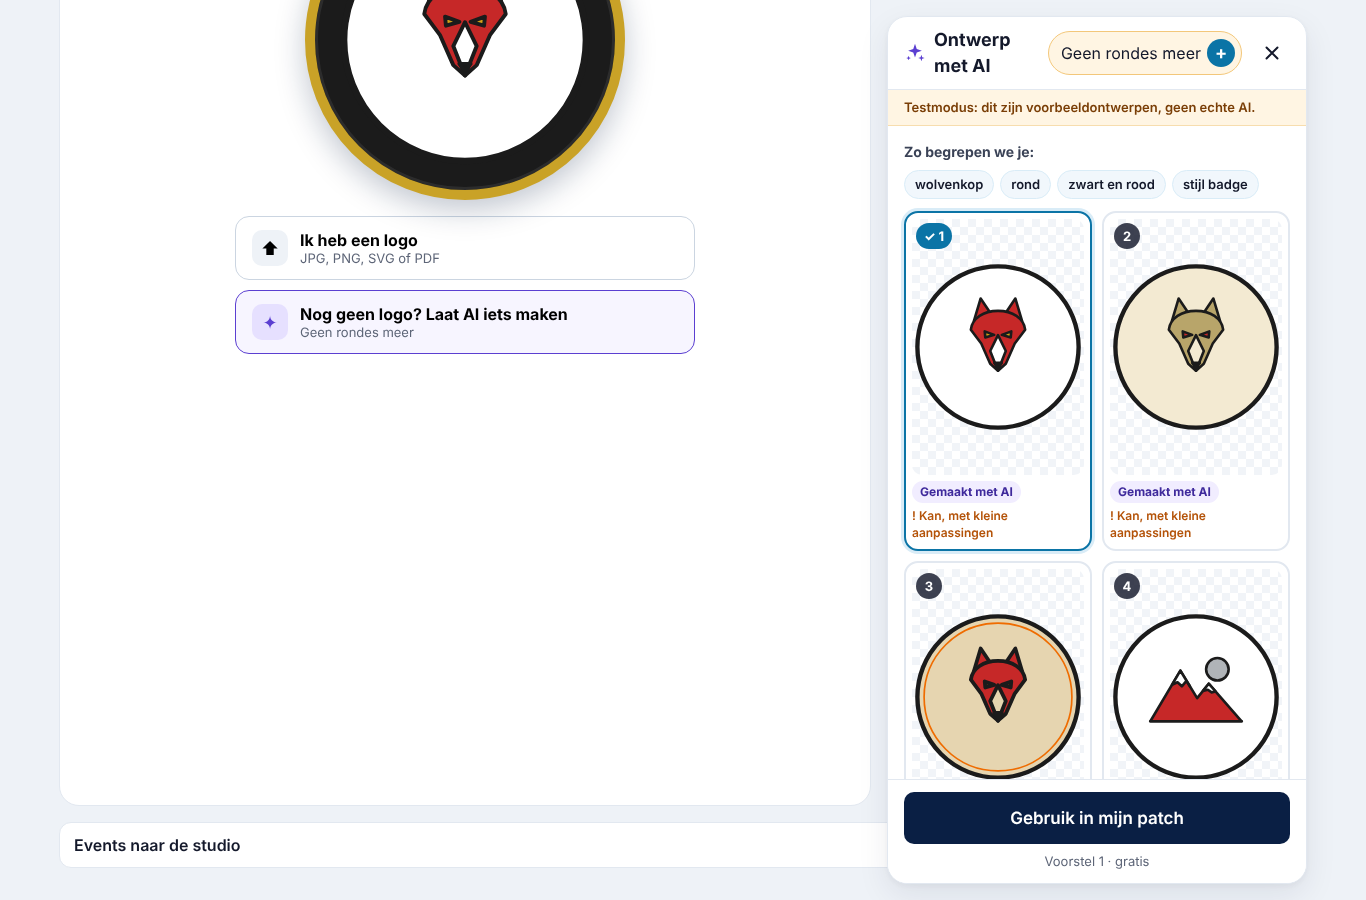 Ik heb een logo
JPG, PNG, SVG of PDF
Nog geen logo? Laat AI iets maken
Geen rondes meer
Events naar de studio
Ontwerp
met AI
Geen rondes meer +
Testmodus: dit zijn voorbeeldontwerpen, geen echte AI.
Zo begrepen we je:
wolvenkop rond zwart en rood stijl badge
✓ 1
2
Gemaakt met AI
! Kan, met kleine
aanpassingen
Gemaakt met AI
! Kan, met kleine
aanpassingen
3
4
Gebruik in mijn patch
Voorstel 1 · gratis